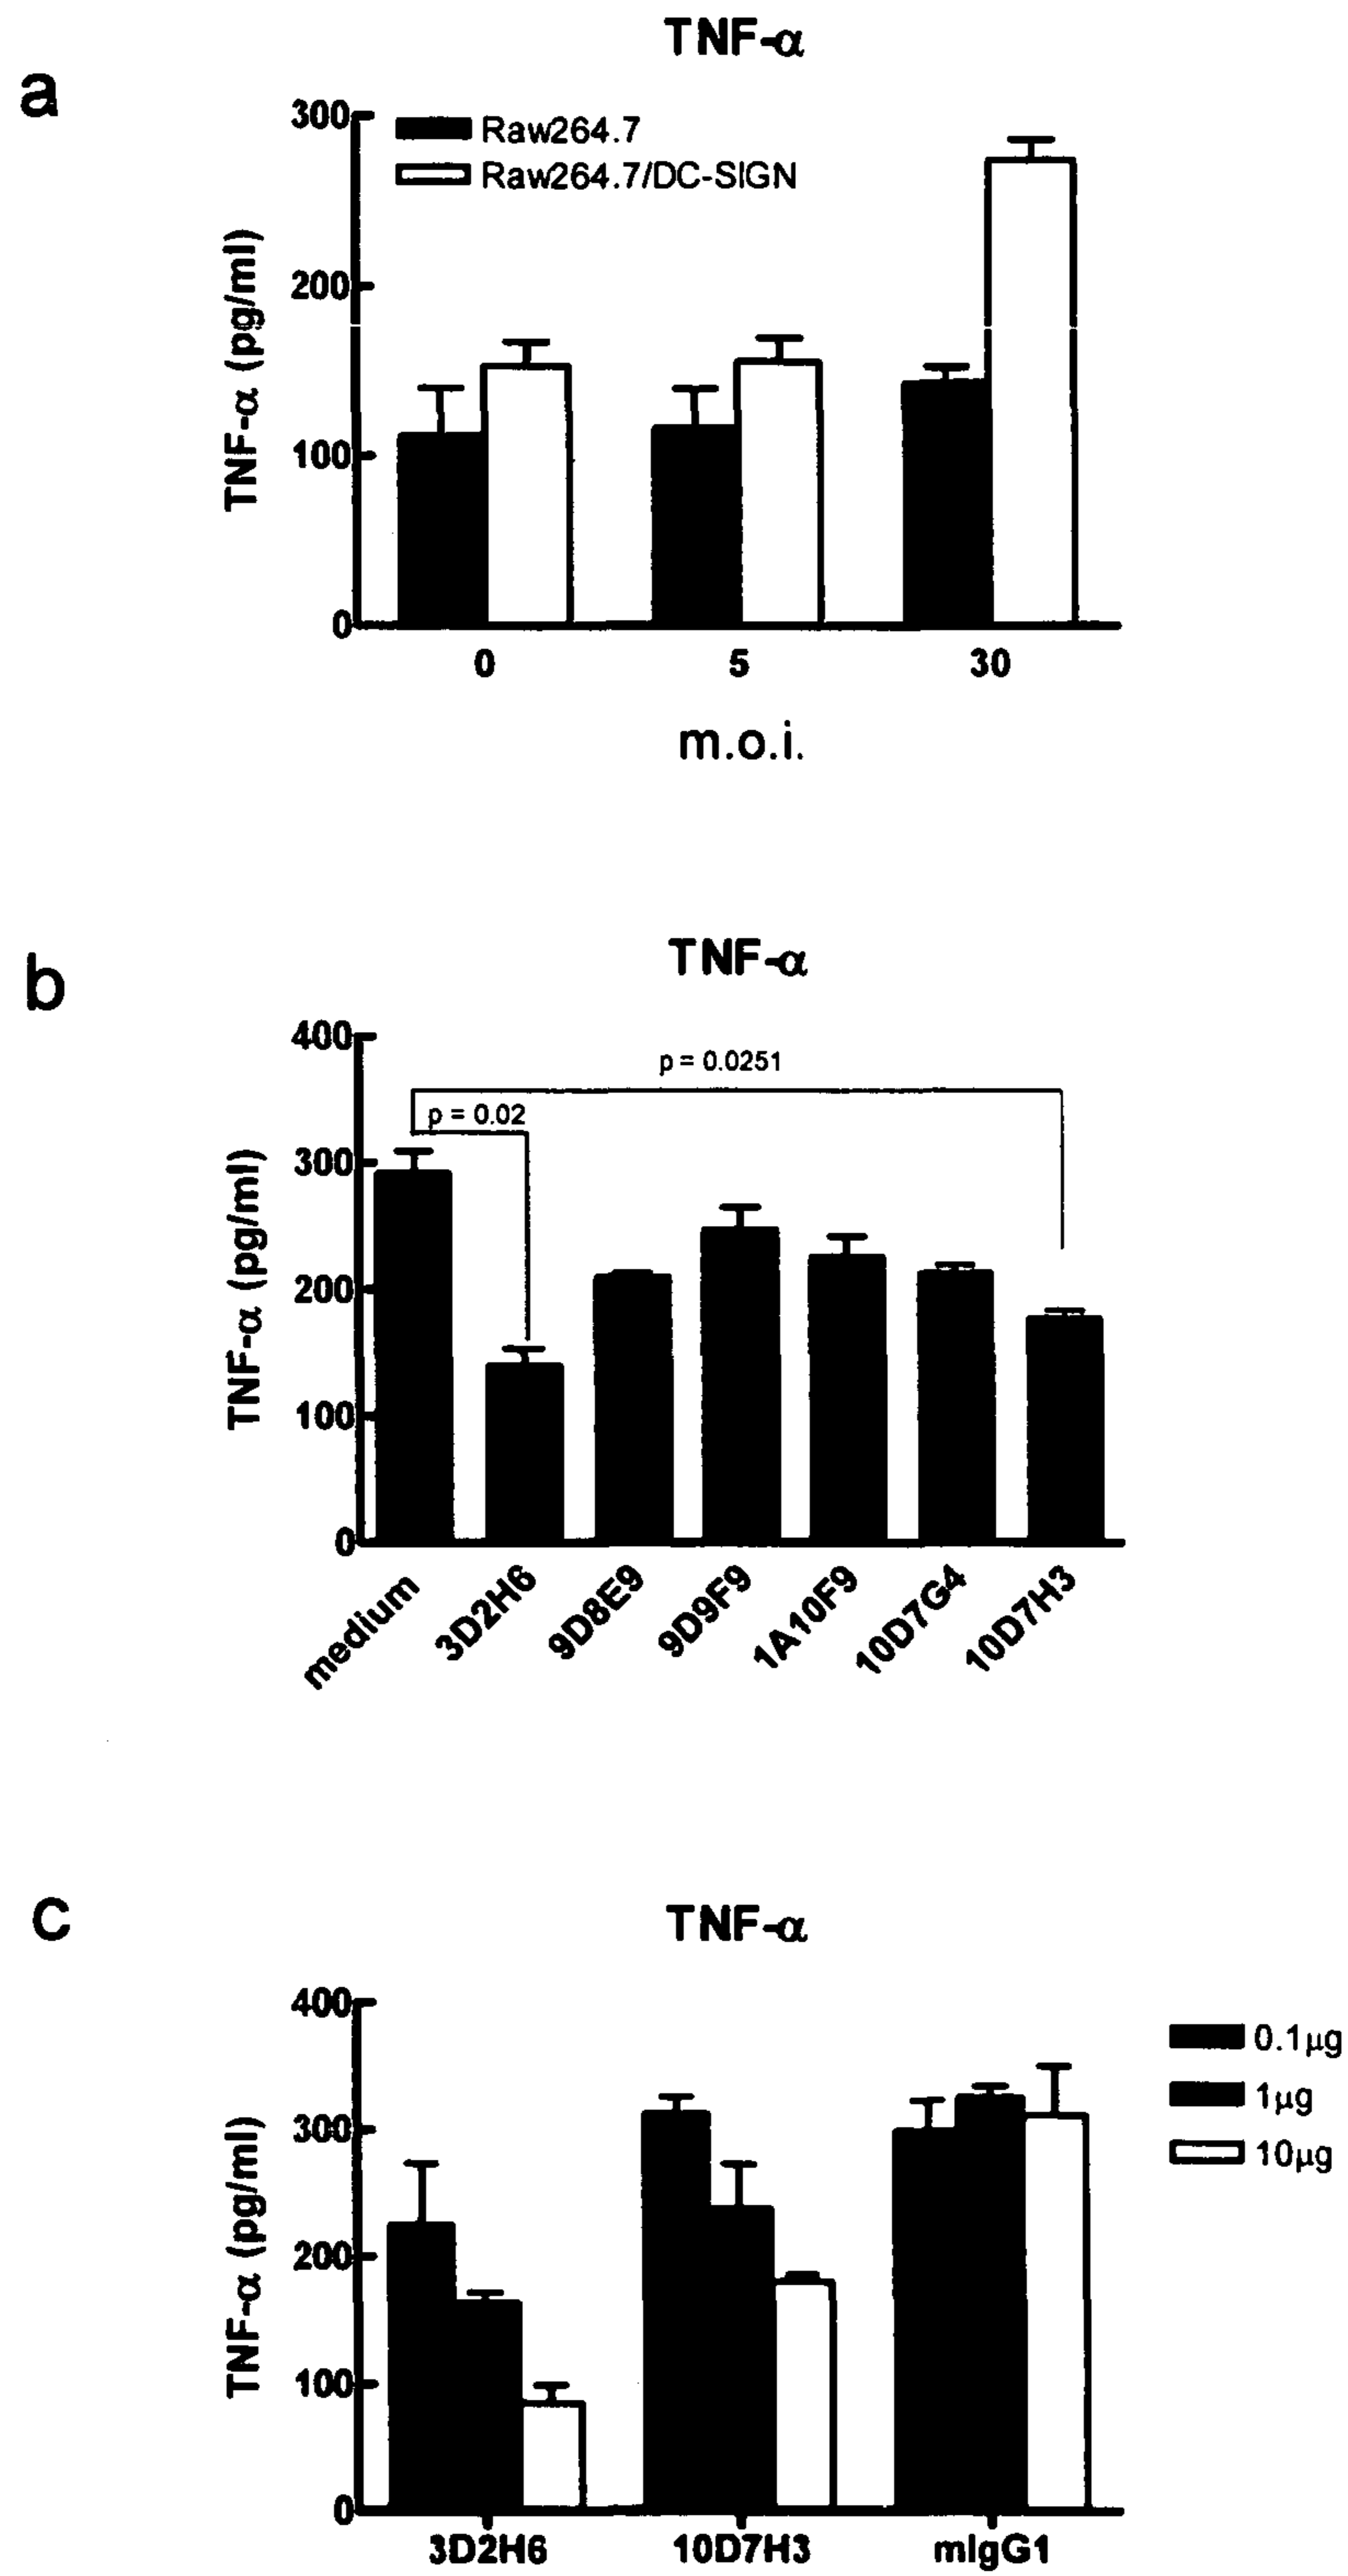 a
TNF-α
Raw264.7
Raw264.7/DC-SIGN
TNF-α (pg/ml)
300
200
100
0
0 5 30
m.o.i.
b
TNF-α
TNF-α (pg/ml)
400
300
200
100
0
p = 0.0251
p = 0.02
medium 3D2H6 9D8E9 9D9F9 1A10F9 10D7G4 10D7H3
c
TNF-α
TNF-α (pg/ml)
400
300
200
100
0
0.1μg
1μg
10μg
3D2H6 10D7H3 mIgG1